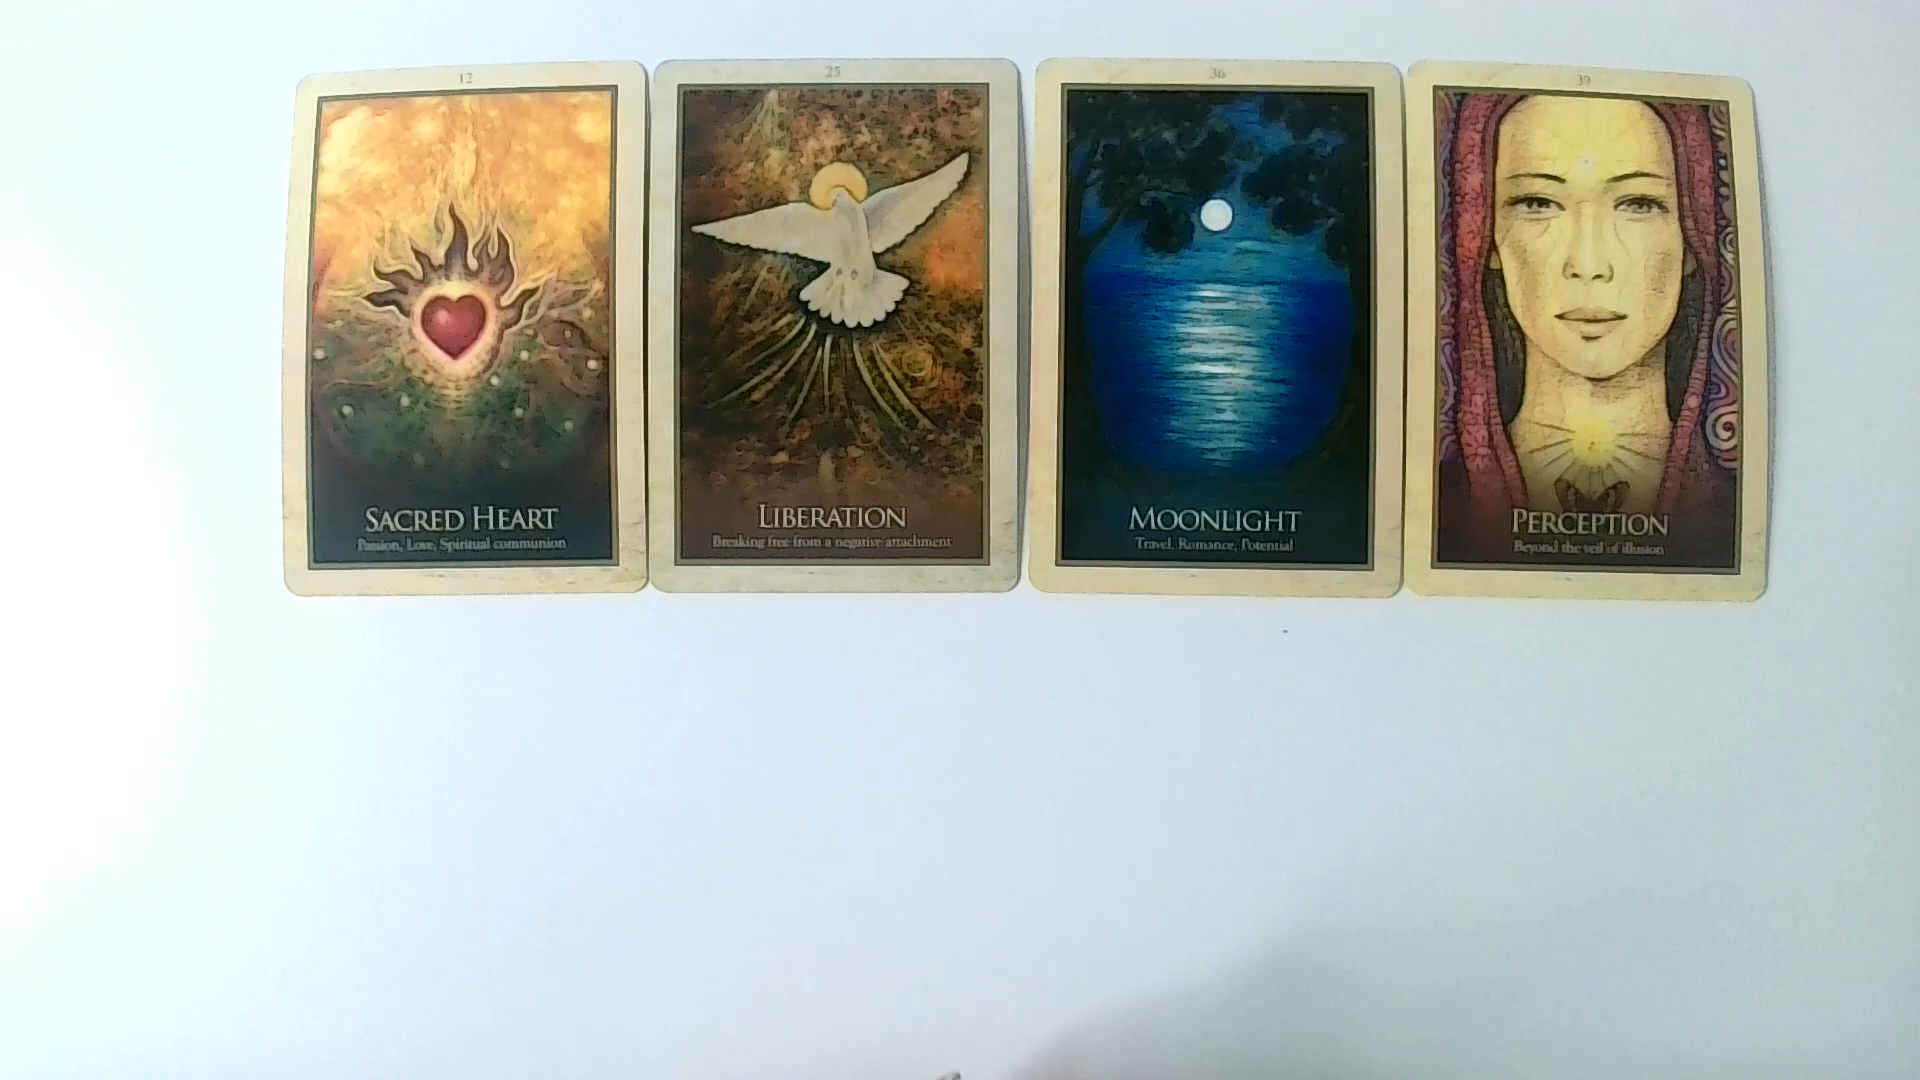 12
SACRED HEART
Passion, Love, Spiritual communion
25
LIBERATION
Breaking free from a negative attachment
36
MOONLIGHT
Travel, Romance, Potential
39
PERCEPTION
Beyond the veil of illusion